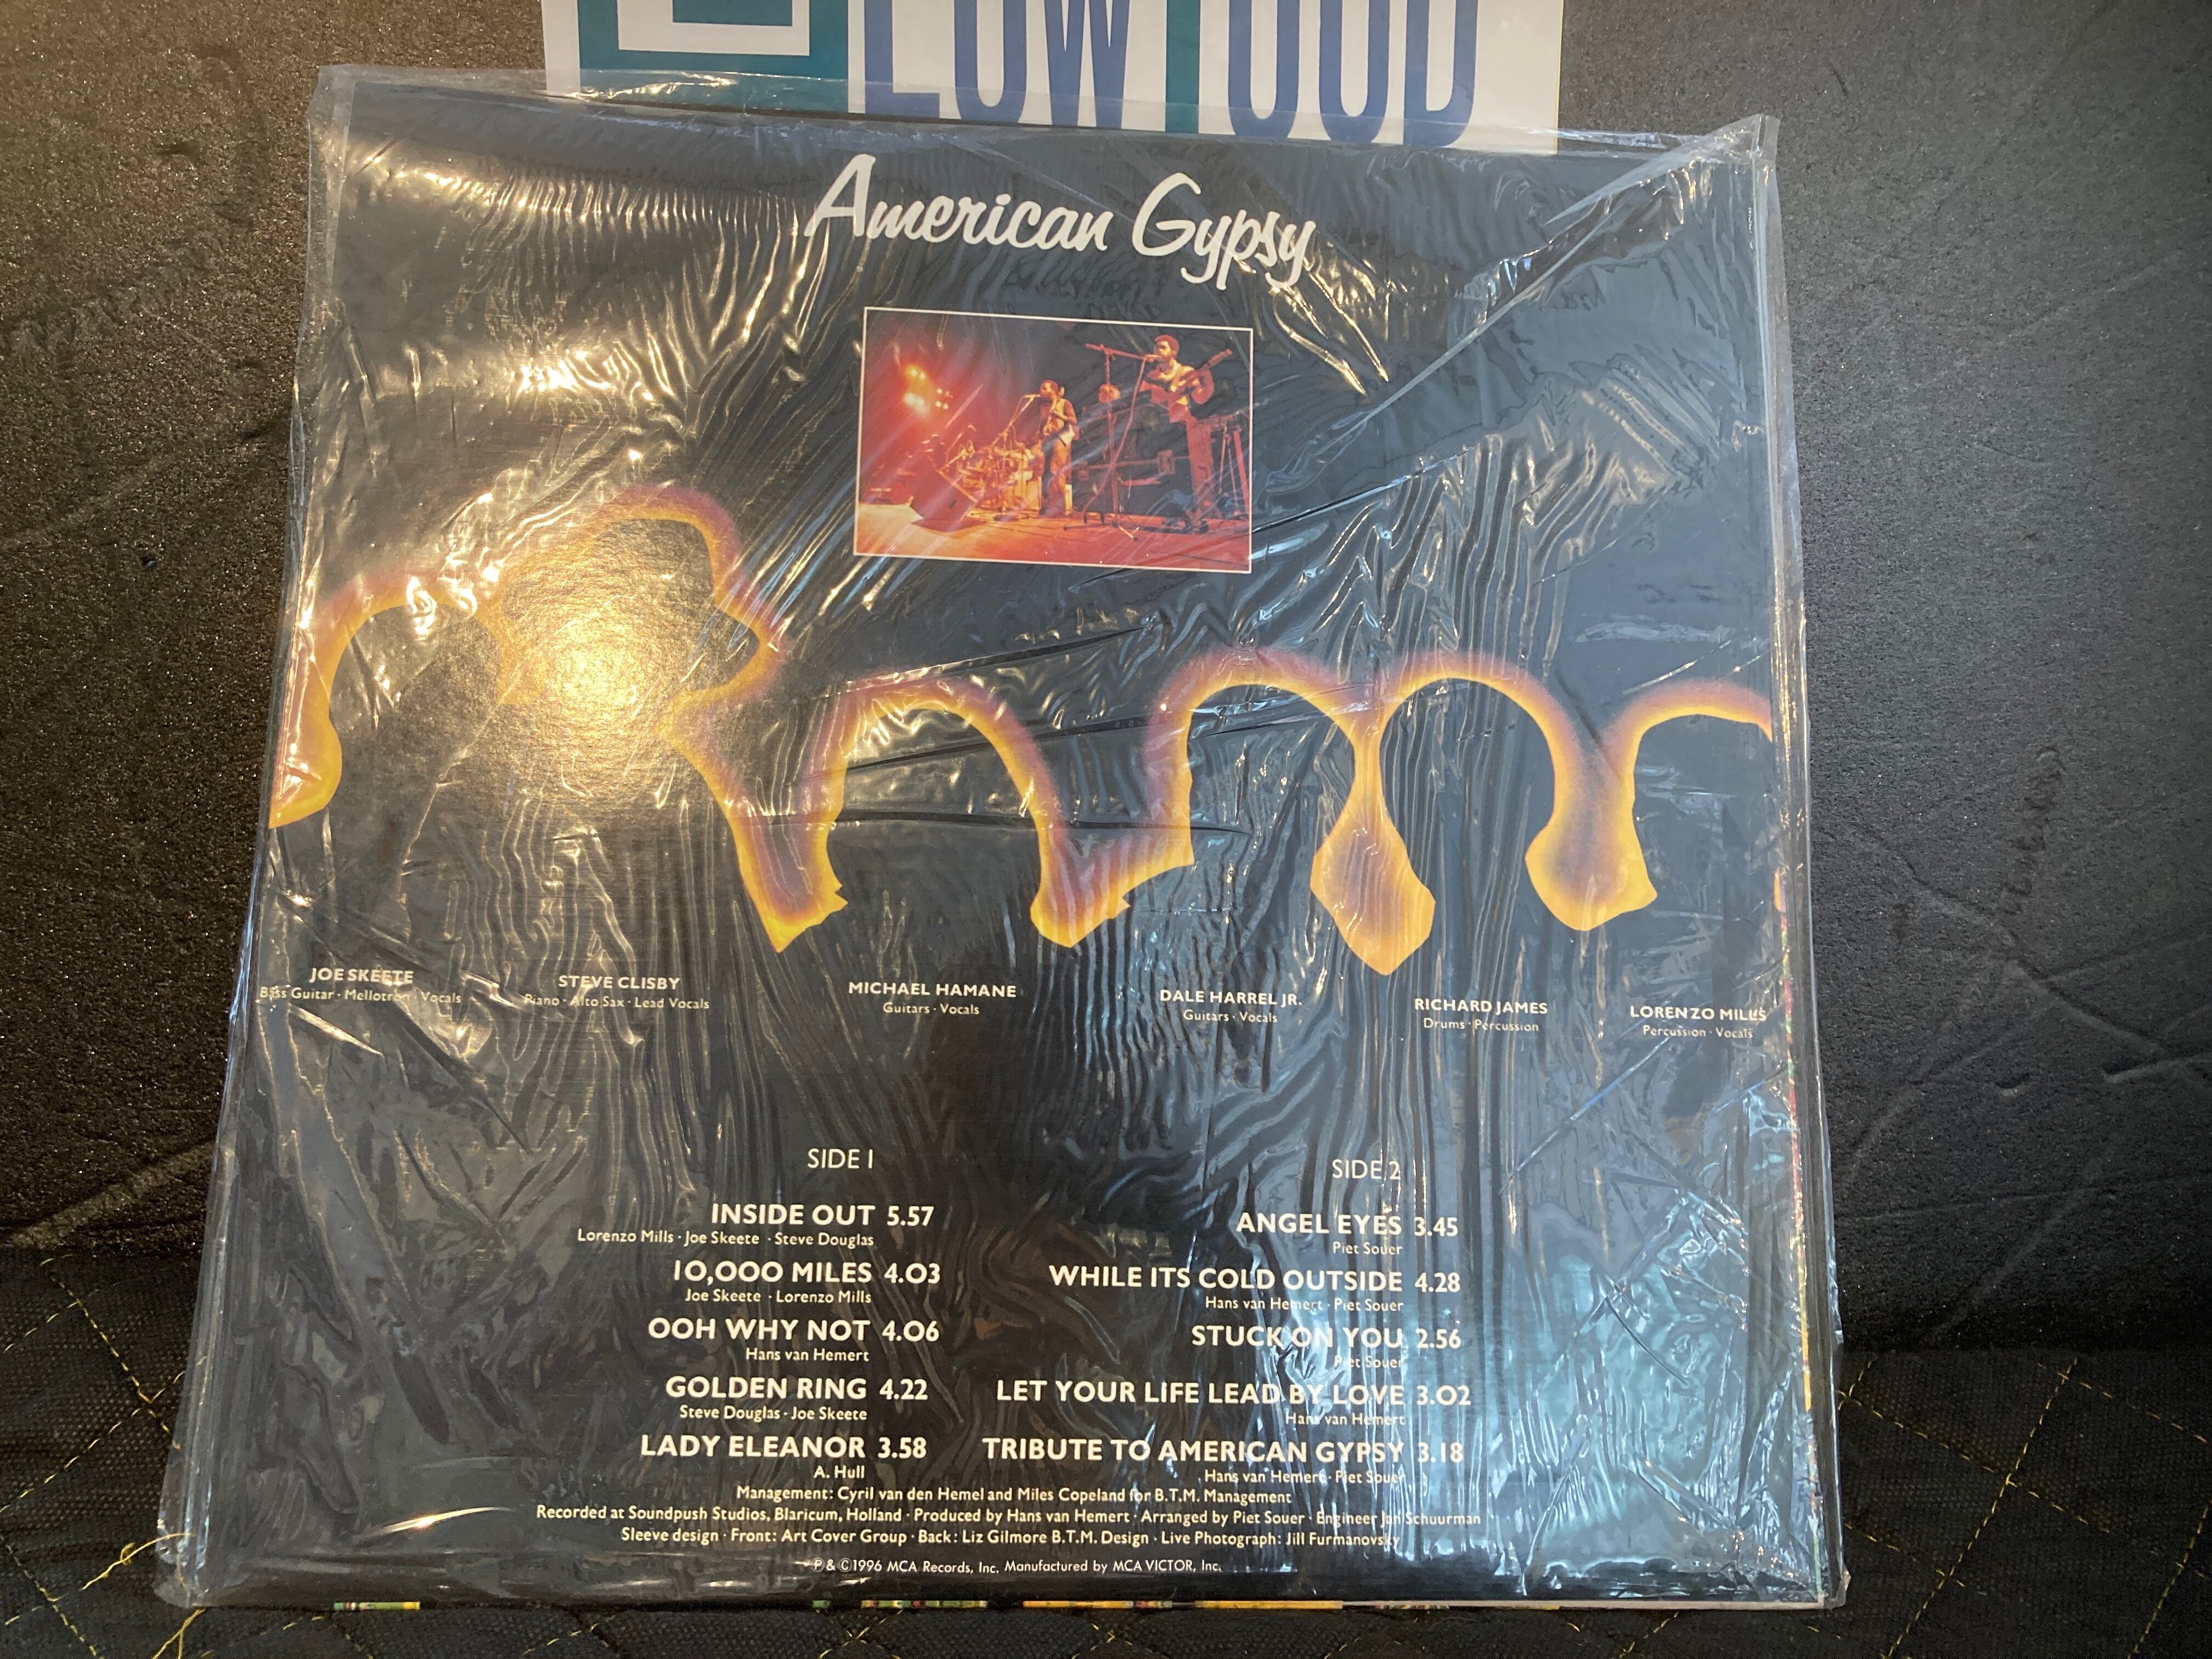 American Gypsy
JOE SKEETE
Bass Guitar · Mellotron · Vocals
STEVE CLISBY
Piano · Alto Sax · Lead Vocals
MICHAEL HAMANE
Guitars · Vocals
DALE HARREL JR.
Guitars · Vocals
RICHARD JAMES
Drums · Percussion
LORENZO MILLS
Percussion · Vocals
SIDE 1
INSIDE OUT 5.57
Lorenzo Mills · Joe Skeete · Steve Douglas
10,000 MILES 4.03
Joe Skeete · Lorenzo Mills
OOH WHY NOT 4.06
Hans van Hemert
GOLDEN RING 4.22
Steve Douglas · Joe Skeete
LADY ELEANOR 3.58
A. Hull
SIDE 2
ANGEL EYES 3.45
Piet Souer
WHILE ITS COLD OUTSIDE 4.28
Hans van Hemert · Piet Souer
STUCK ON YOU 2.56
Piet Souer
LET YOUR LIFE LEAD BY LOVE 3.02
Hans van Hemert
TRIBUTE TO AMERICAN GYPSY 3.18
Hans van Hemert · Piet Souer
Management: Cyril van den Hemel and Miles Copeland for B.T.M. Management
Recorded at Soundpush Studios, Blaricum, Holland · Produced by Hans van Hemert · Arranged by Piet Souer · Engineer Jan Schuurman
Sleeve design · Front: Art Cover Group · Back: Liz Gilmore B.T.M. Design · Live Photograph: Jill Furmanovsky
℗ & ©1996 MCA Records, Inc. Manufactured by MCA VICTOR, Inc.